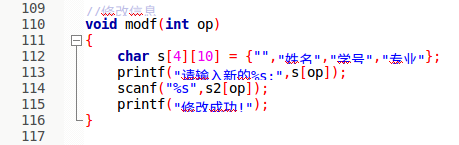 109 //修改信息
110 void modf(int op)
111 {
112 char s[4][10] = {"","姓名","学号","专业"};
113 printf("请输入新的%s:",s[op]);
114 scanf("%s",s2[op]);
115 printf("修改成功!");
116 }
117